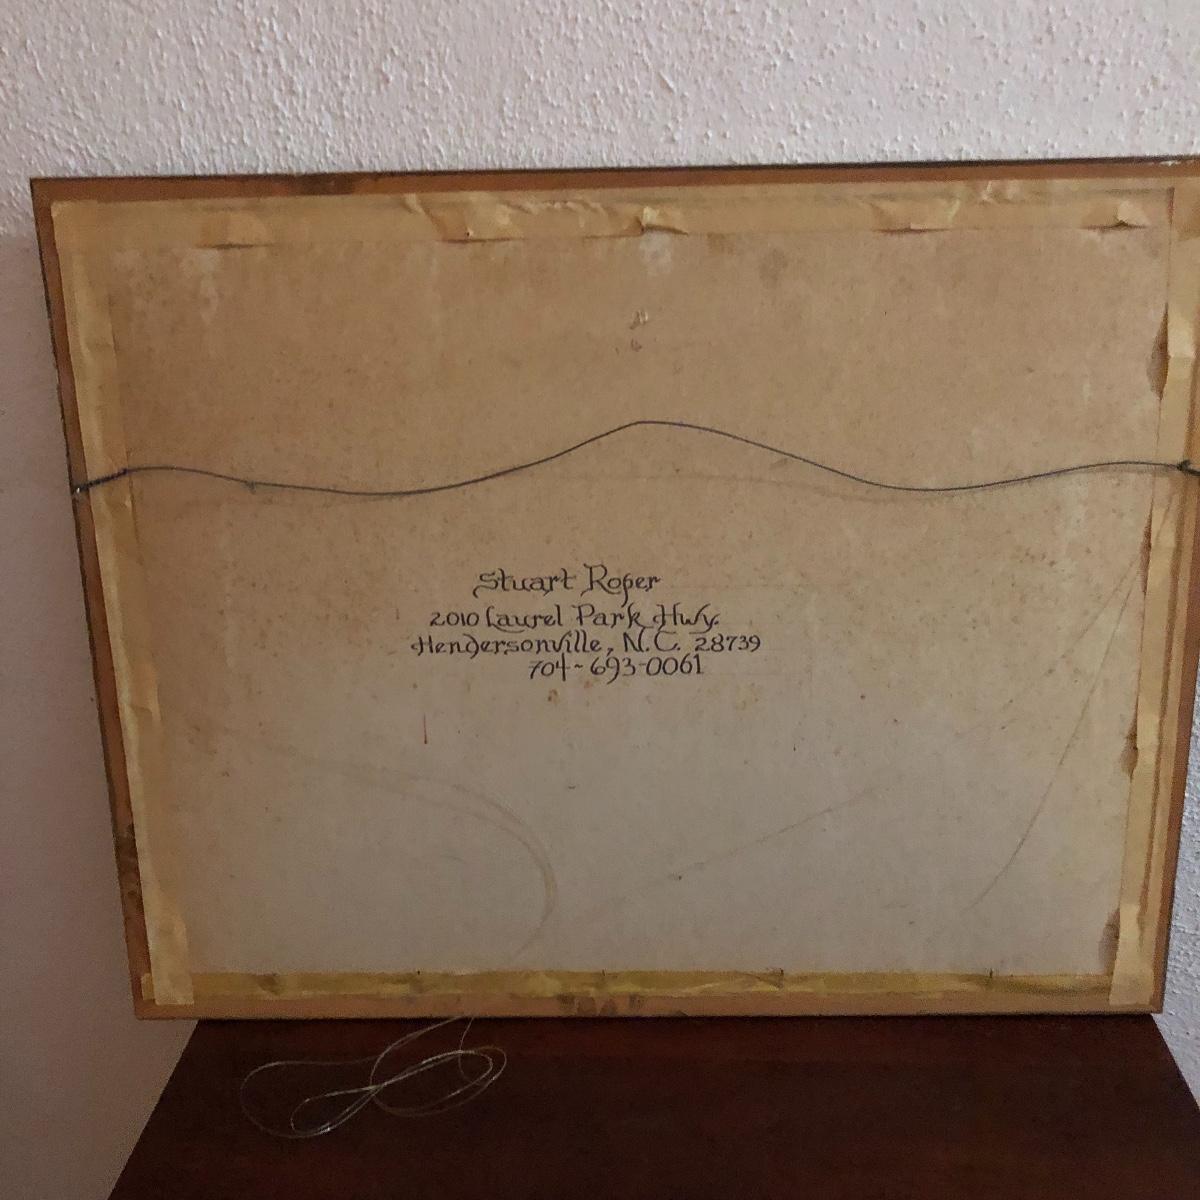 Stuart Roper
2010 Laurel Park Hwy.
Hendersonville, N.C. 28739
704~693-0061